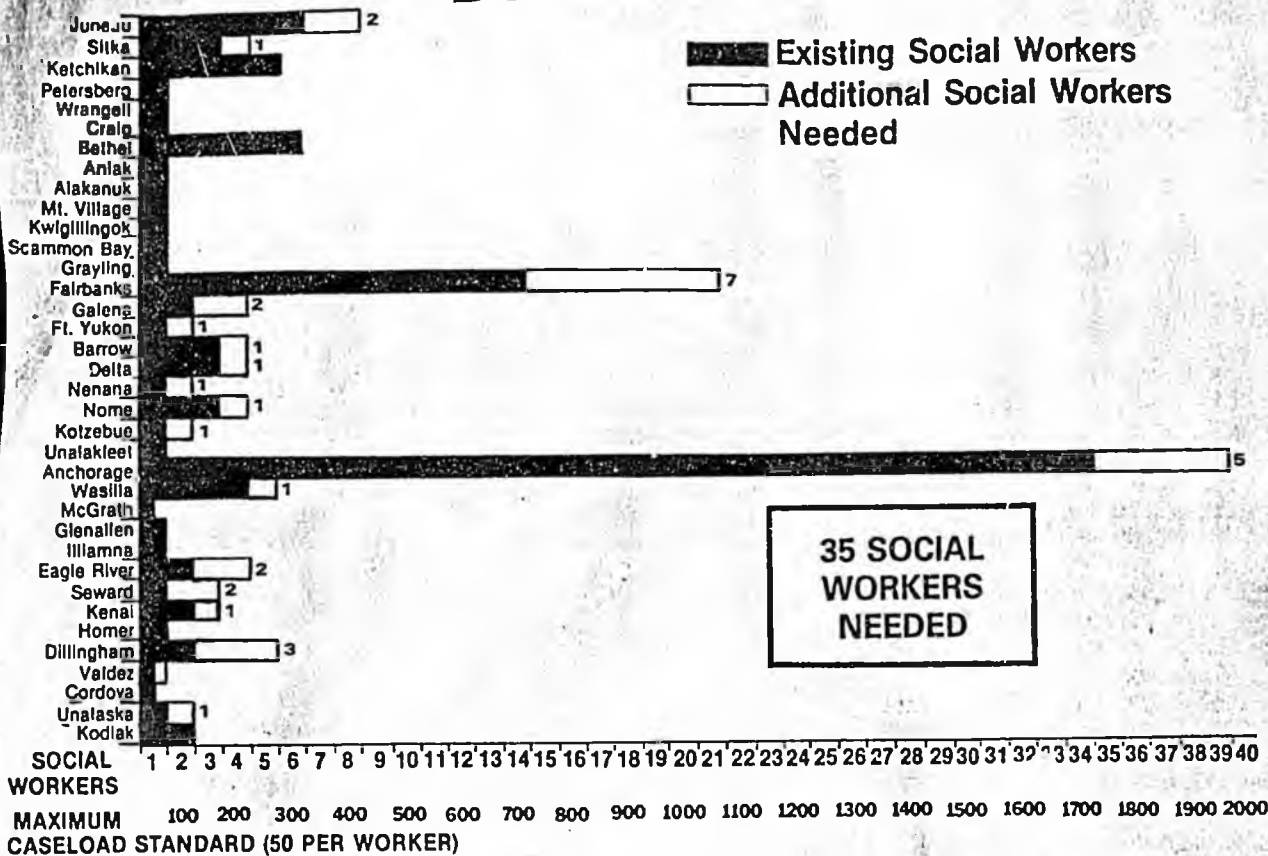 Juneau 2
Sitka 1
Ketchikan
Petersberg
Wrangell
Craig
Bethel
Aniak
Alakanuk
Mt. Village
Kwigillingok
Scammon Bay
Grayling
Fairbanks 7
Galena 2
Ft. Yukon 1
Barrow 1
Delta 1
Nenana 1
Nome 1
Kotzebue 1
Unalakleet
Anchorage 5
Wasilla 1
McGrath
Glenallen
Iliamna
Eagle River 2
Seward 2
Kenai 1
Homer
Dillingham 3
Valdez
Cordova
Unalaska 1
Kodiak
Existing Social Workers
Additional Social Workers
Needed
35 SOCIAL
WORKERS
NEEDED
SOCIAL 1 2 3 4 5 6 7 8 9 10 11 12 13 14 15 16 17 18 19 20 21 22 23 24 25 26 27 28 29 30 31 32 3 34 35 36 37 38 39 40
WORKERS
MAXIMUM 100 200 300 400 500 600 700 800 900 1000 1100 1200 1300 1400 1500 1600 1700 1800 1900 2000
CASELOAD STANDARD (50 PER WORKER)